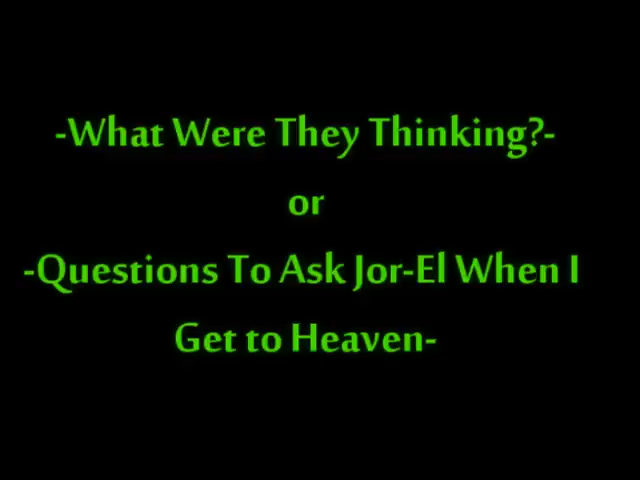 -What Were They Thinking?-
or
-Questions To Ask Jor-El When I
Get to Heaven-